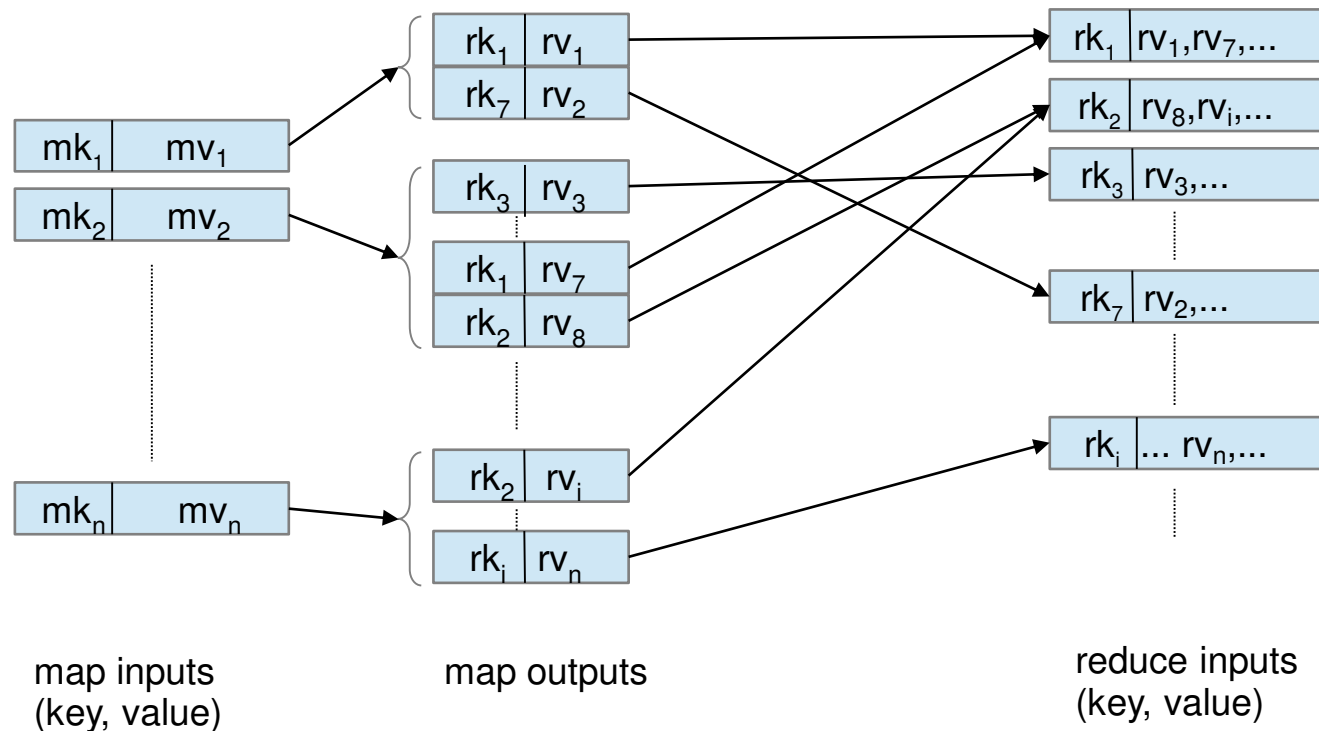 mk₁ mv₁
mk₂ mv₂
mkₙ mvₙ
rk₁ rv₁
rk₇ rv₂
rk₃ rv₃
rk₁ rv₇
rk₂ rv₈
rk₂ rvᵢ
rkᵢ rvₙ
rk₁ rv₁,rv₇,...
rk₂ rv₈,rvᵢ,...
rk₃ rv₃,...
rk₇ rv₂,...
rkᵢ ... rvₙ,...
map inputs
(key, value)
map outputs
reduce inputs
(key, value)